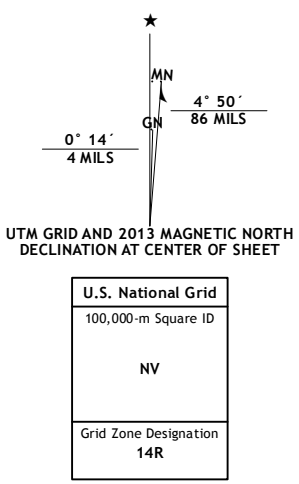 ★
MN
GN
4° 50´
86 MILS
0° 14´
4 MILS
UTM GRID AND 2013 MAGNETIC NORTH
DECLINATION AT CENTER OF SHEET
U.S. National Grid
100,000-m Square ID
NV
Grid Zone Designation
14R